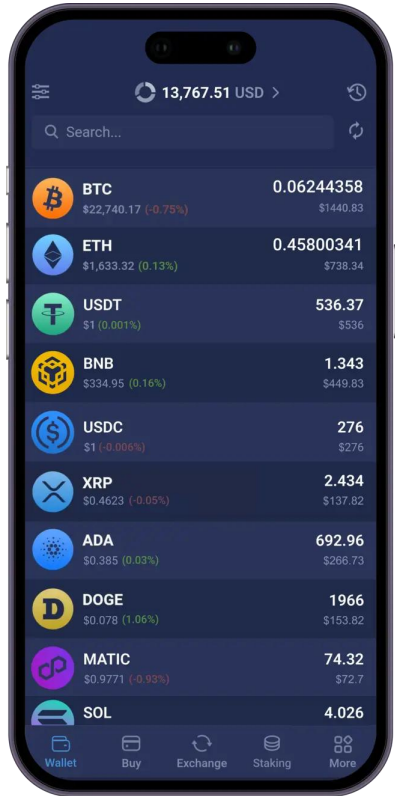 13,767.51 USD
Search...
BTC
0.06244358
$22,740.17 (-0.75%)
$1440.83
ETH
0.45800341
$1,633.32 (0.13%)
$738.34
USDT
536.37
$1 (0.001%)
$536
BNB
1.343
$334.95 (0.16%)
$449.83
USDC
276
$1 (-0.006%)
$276
XRP
2.434
$0.4623 (-0.05%)
$137.82
ADA
692.96
$0.385 (0.03%)
$266.73
D
DOGE
1966
$0.078 (1.06%)
$153.82
MATIC
74.32
$0.9771 (-0.93%)
$72.7
SOL
4.026
Wallet
Buy
Exchange
Staking
More